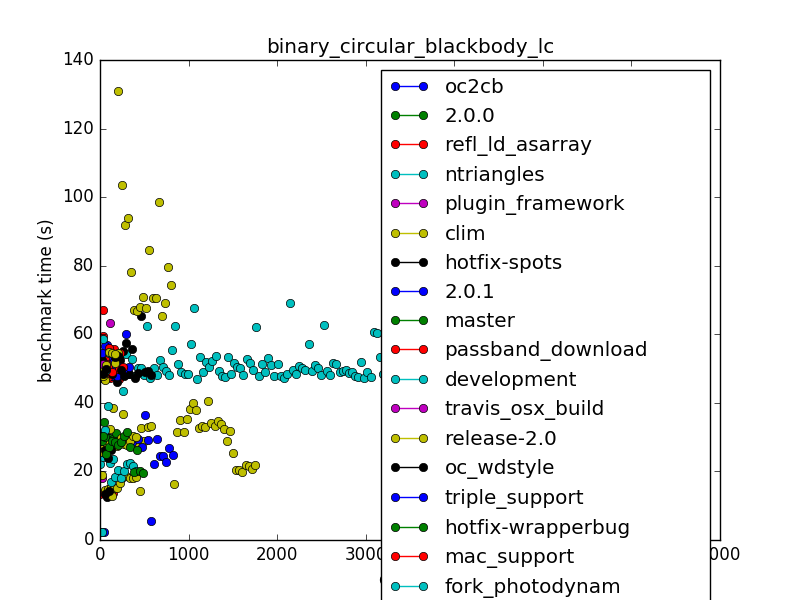 binary_circular_blackbody_lc
benchmark time (s)
140
120
100
80
60
40
20
0
0
1000
2000
000
oc2cb
2.0.0
refl_ld_asarray
ntriangles
plugin_framework
clim
hotfix-spots
2.0.1
master
passband_download
development
travis_osx_build
release-2.0
oc_wdstyle
triple_support
hotfix-wrapperbug
mac_support
fork_photodynam